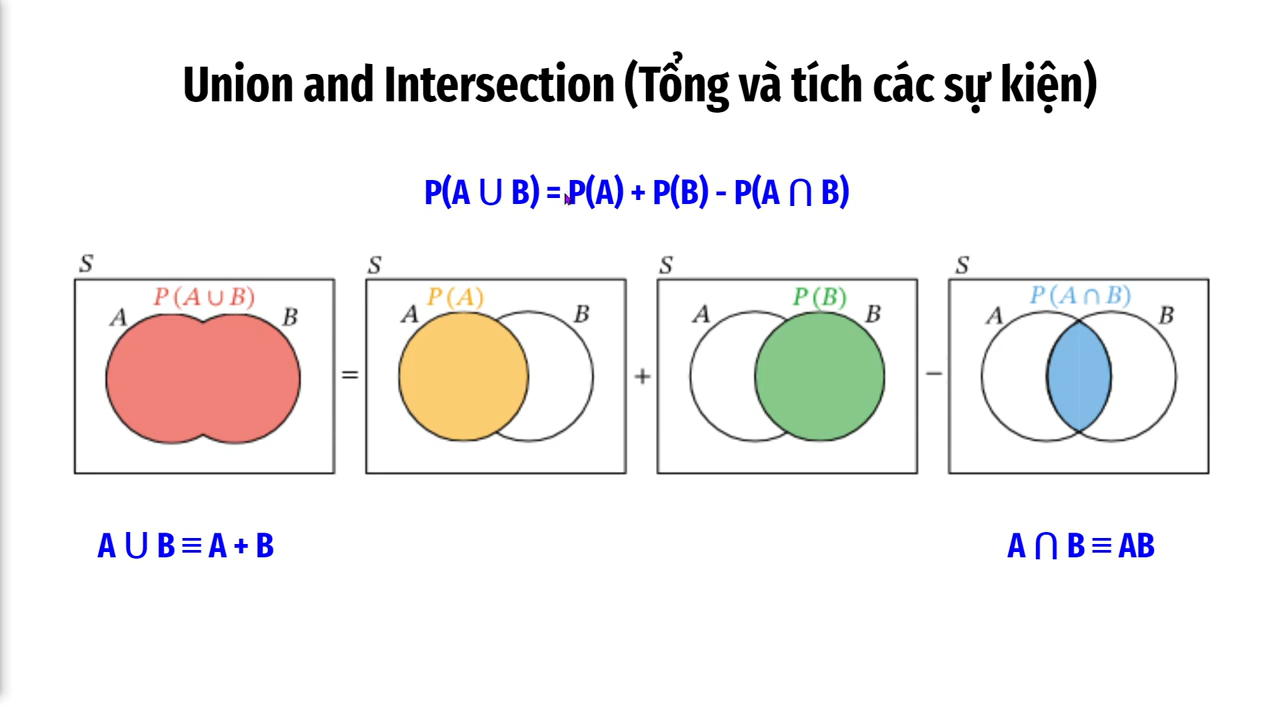 Union and Intersection (Tổng và tích các sự kiện)
P(A ∪ B) = P(A) + P(B) - P(A ∩ B)
S S S S
P(A ∪ B) P(A) P(B) P(A ∩ B)
A B A B A B A B
= + −
A ∪ B ≡ A + B A ∩ B ≡ AB